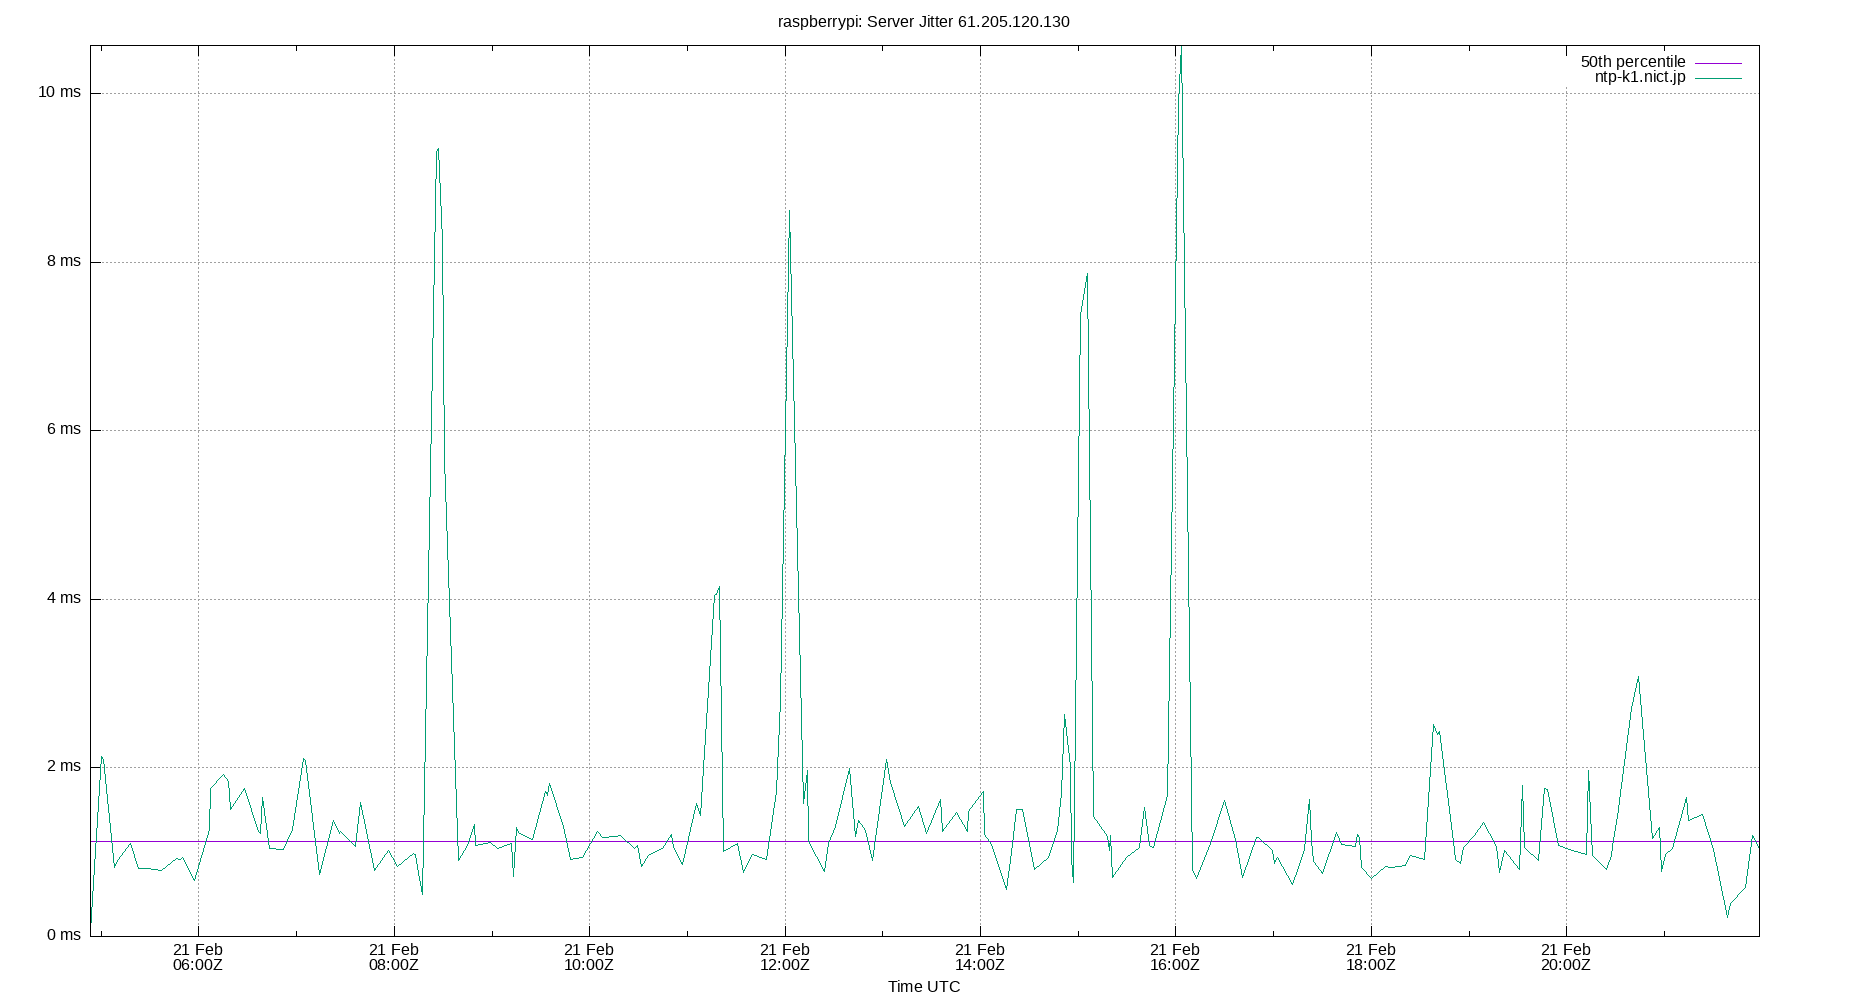 raspberrypi: Server Jitter 61.205.120.130
50th percentile
ntp-k1.nict.jp
10 ms
8 ms
6 ms
4 ms
2 ms
0 ms
21 Feb 21 Feb 21 Feb 21 Feb 21 Feb 21 Feb 21 Feb 21 Feb
06:00Z 08:00Z 10:00Z 12:00Z 14:00Z 16:00Z 18:00Z 20:00Z
Time UTC